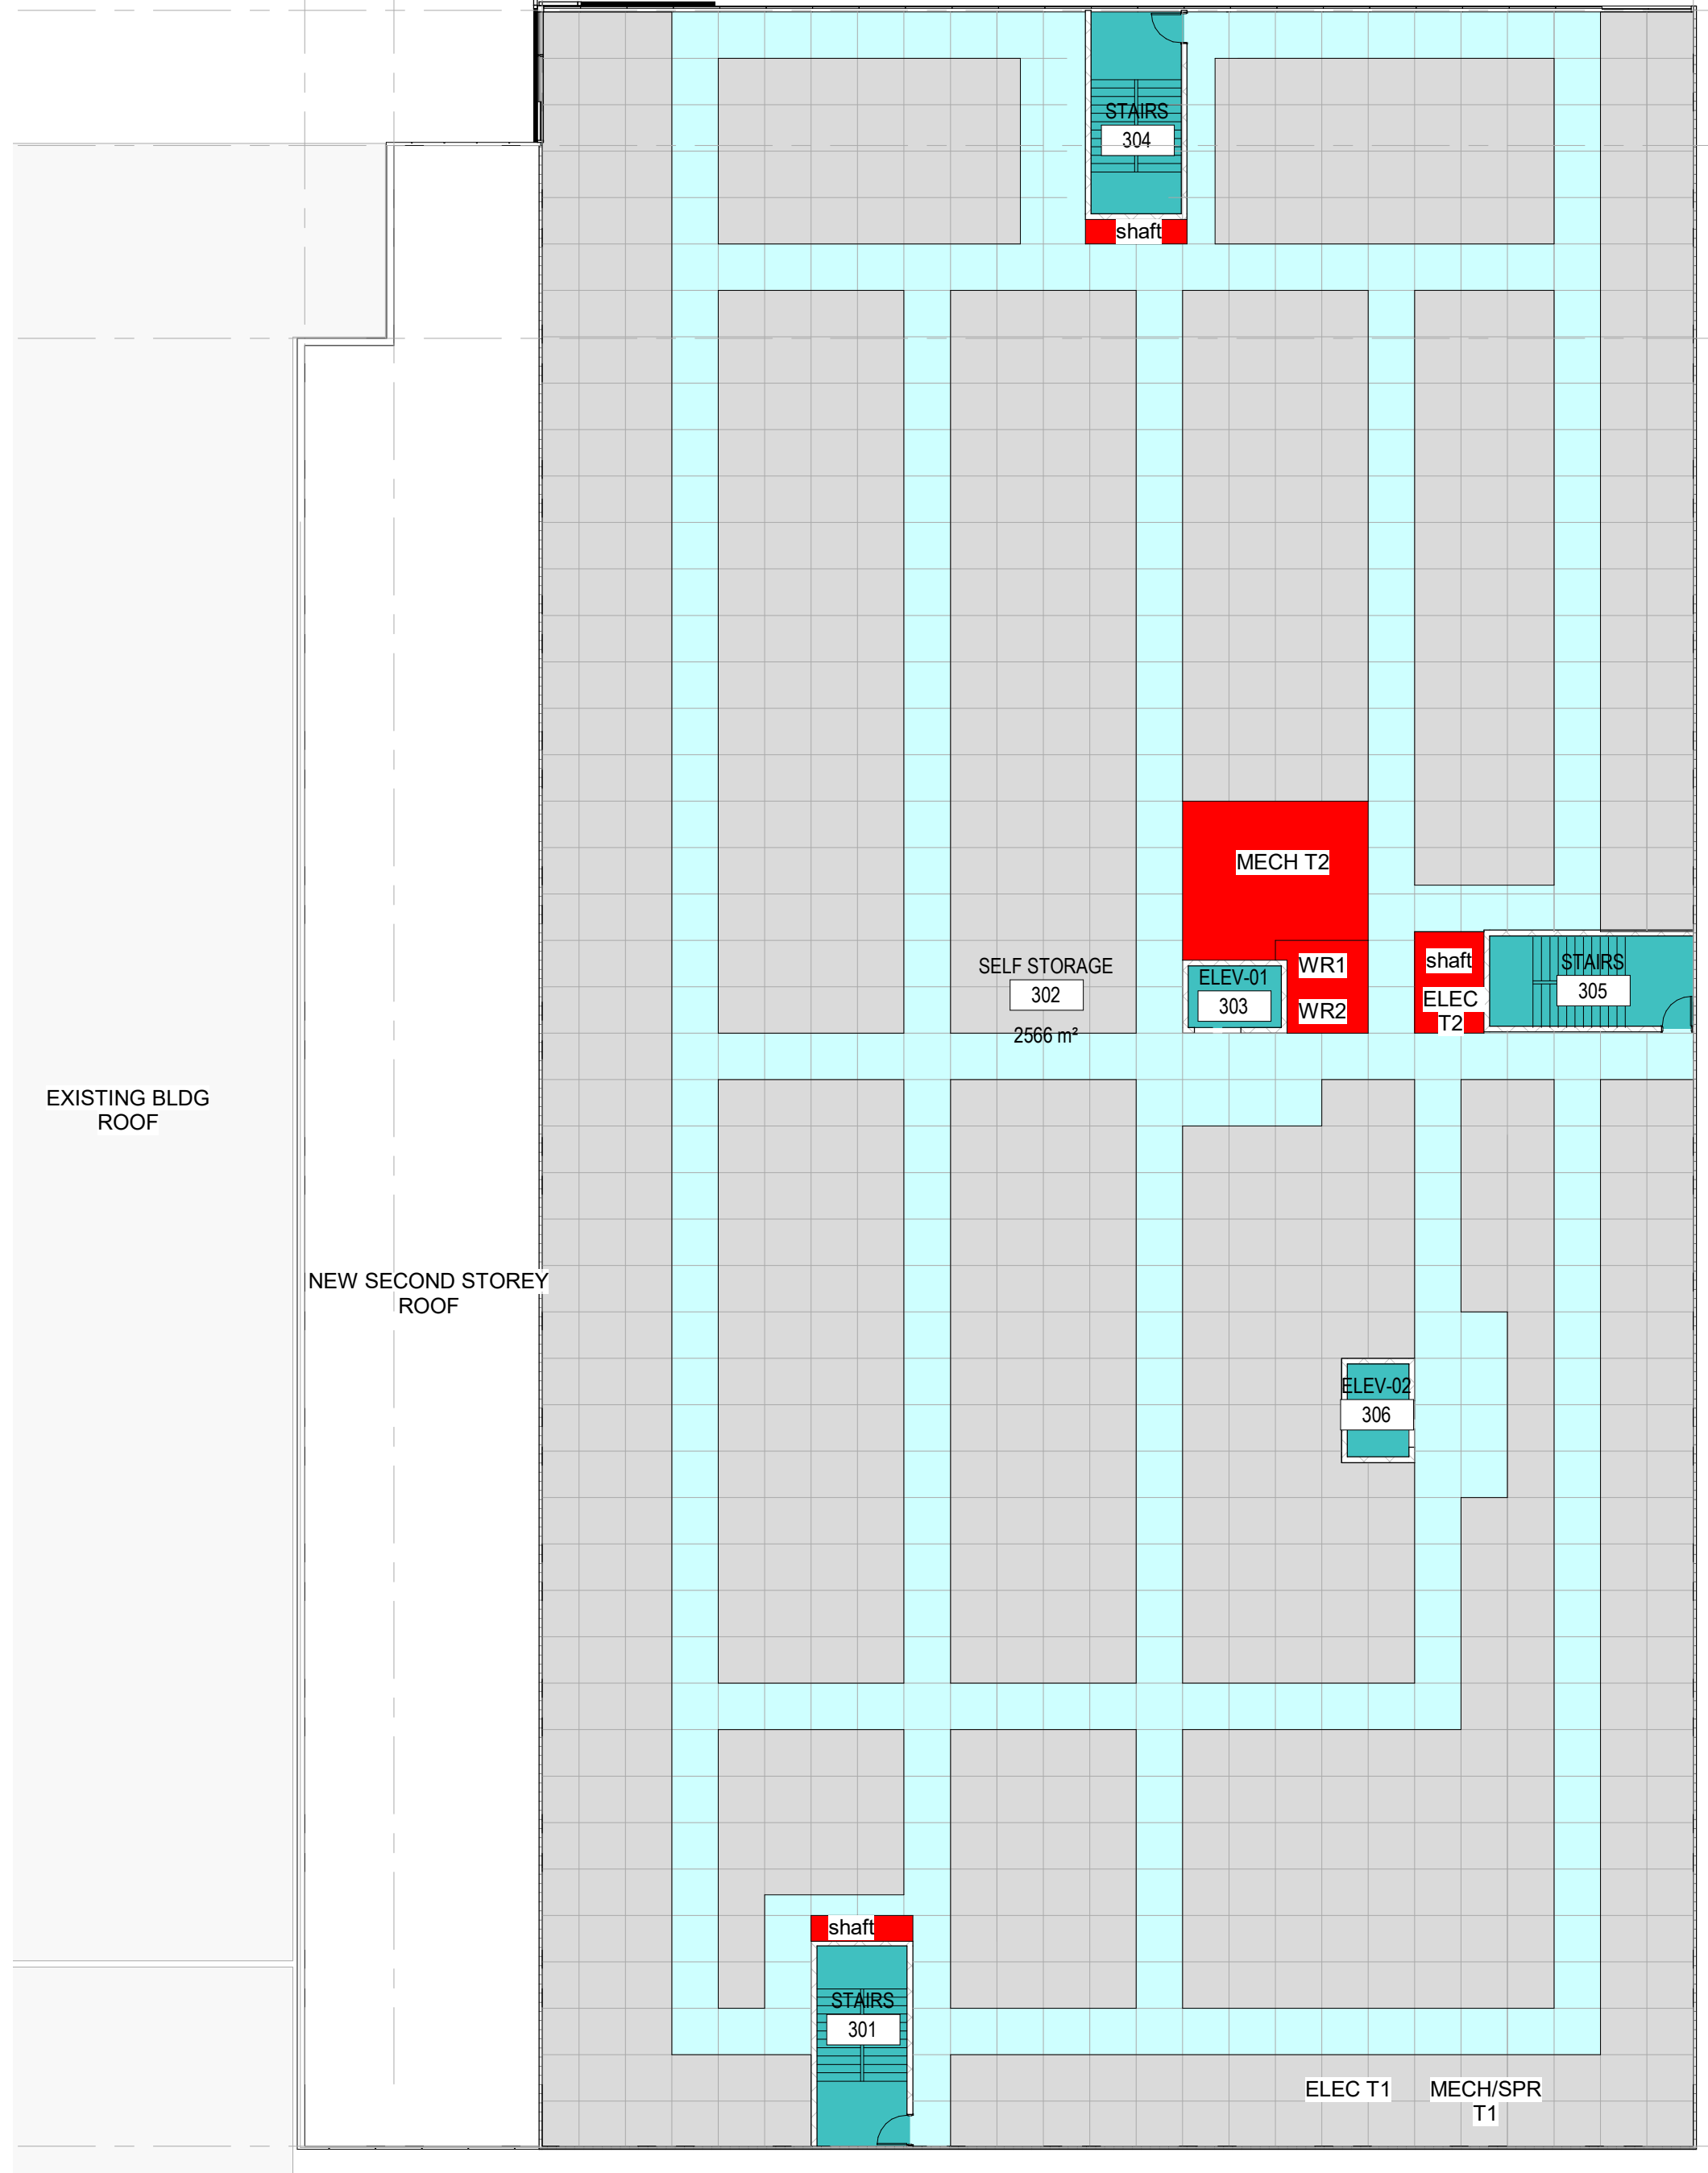 STAIRS
304
shaft
MECH T2
SELF STORAGE
302
2566 m²
ELEV-01
303
WR1
WR2
shaft
ELEC
T2
STAIRS
305
EXISTING BLDG
ROOF
NEW SECOND STOREY
ROOF
ELEV-02
306
shaft
STAIRS
301
ELEC T1
MECH/SPR
T1